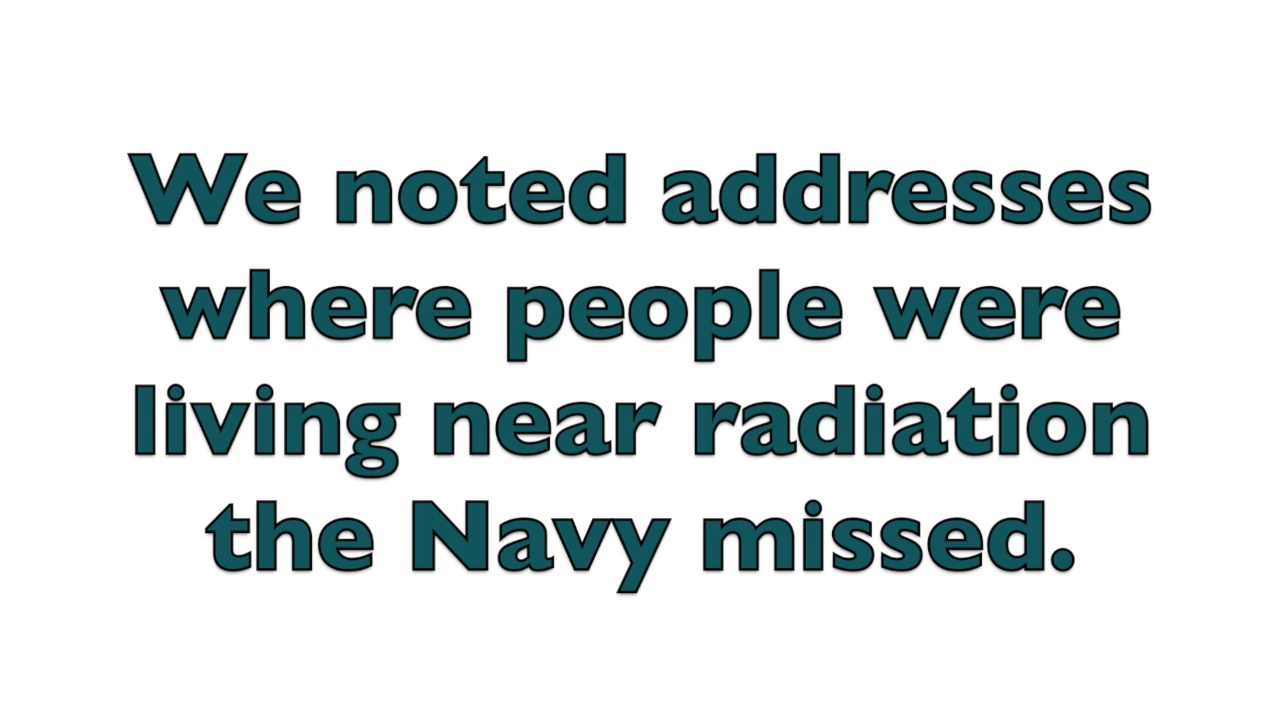 We noted addresses
where people were
living near radiation
the Navy missed.